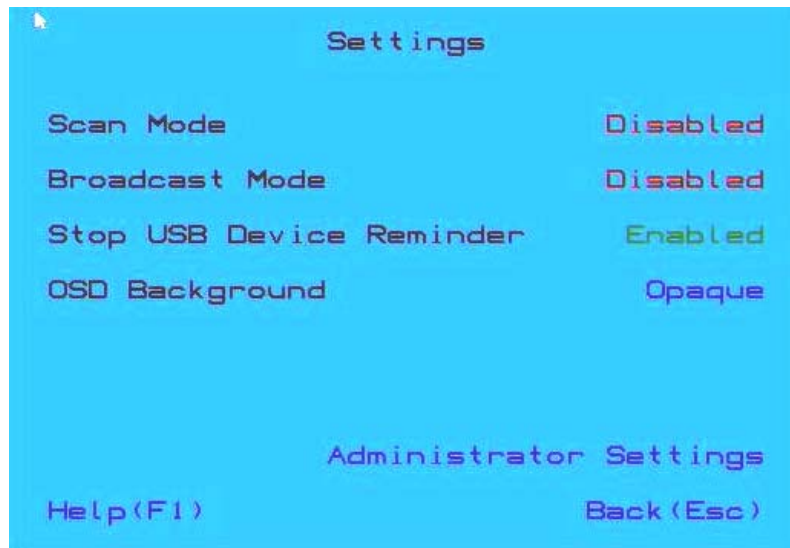 Settings
Scan Mode Disabled
Broadcast Mode Disabled
Stop USB Device Reminder Enabled
OSD Background Opaque
Administrator Settings
Help(F1) Back(Esc)